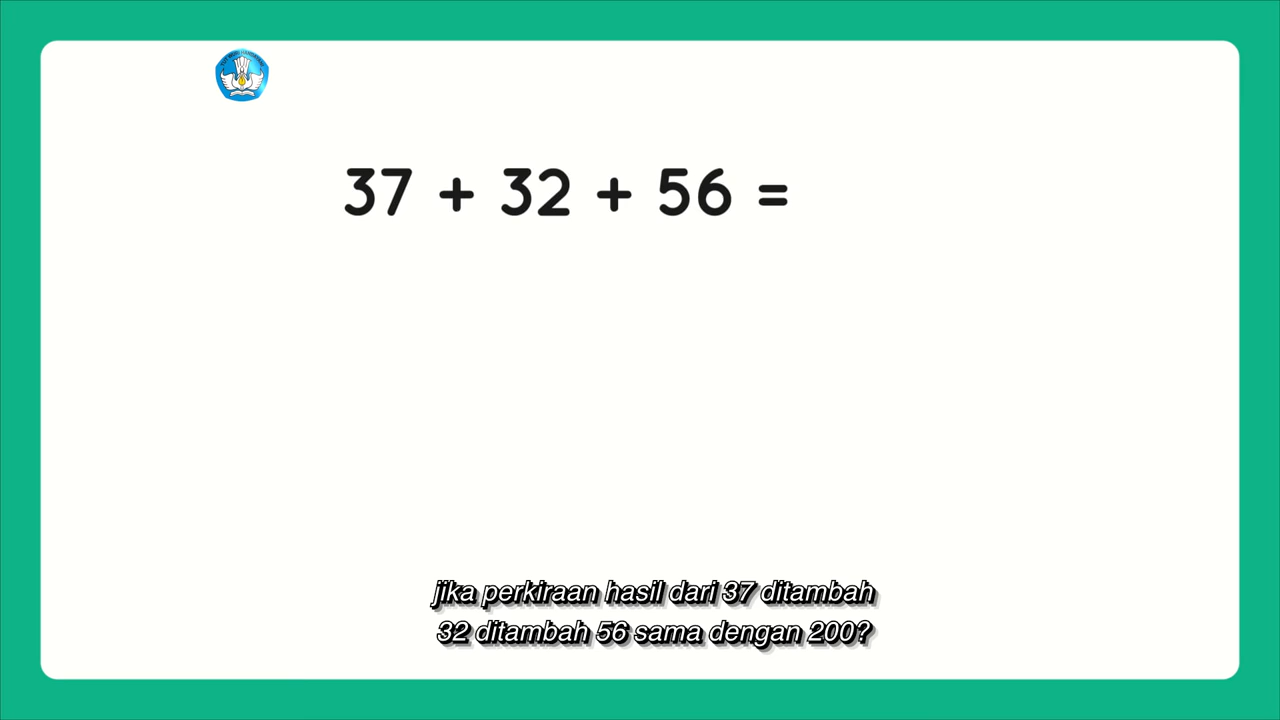 37 + 32 + 56 =
jika perkiraan hasil dari 37 ditambah
32 ditambah 56 sama dengan 200?